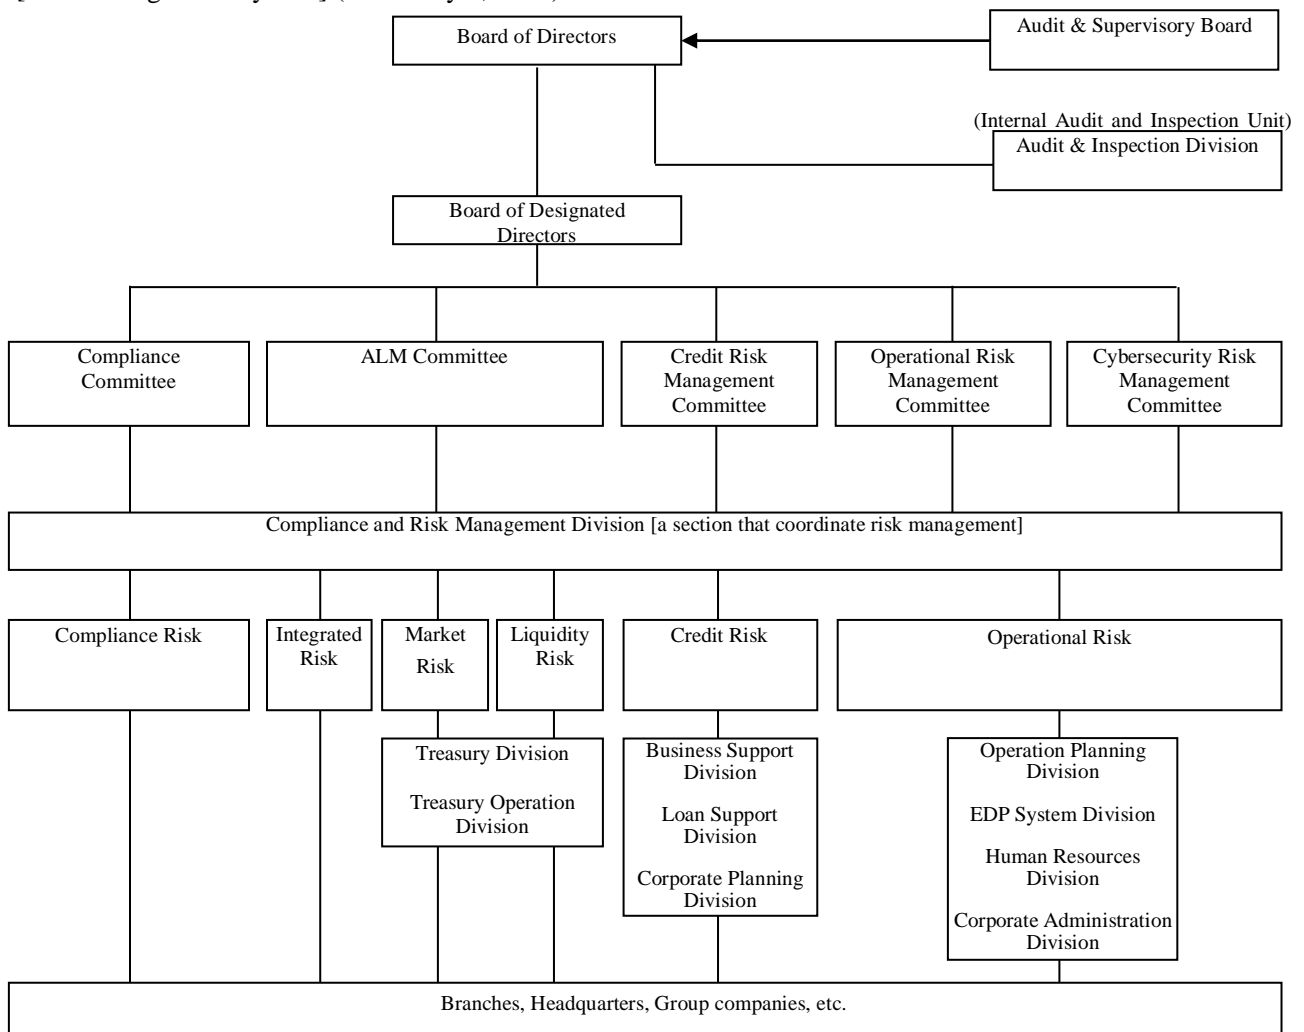 Board of Directors
Audit & Supervisory Board
(Internal Audit and Inspection Unit)
Audit & Inspection Division
Board of Designated
Directors
Compliance
Committee
ALM Committee
Credit Risk
Management
Committee
Operational Risk
Management
Committee
Cybersecurity Risk
Management
Committee
Compliance and Risk Management Division [a section that coordinate risk management]
Compliance Risk
Integrated
Risk
Market
Risk
Liquidity
Risk
Credit Risk
Operational Risk
Treasury Division
Treasury Operation
Division
Business Support
Division
Loan Support
Division
Corporate Planning
Division
Operation Planning
Division
EDP System Division
Human Resources
Division
Corporate Administration
Division
Branches, Headquarters, Group companies, etc.